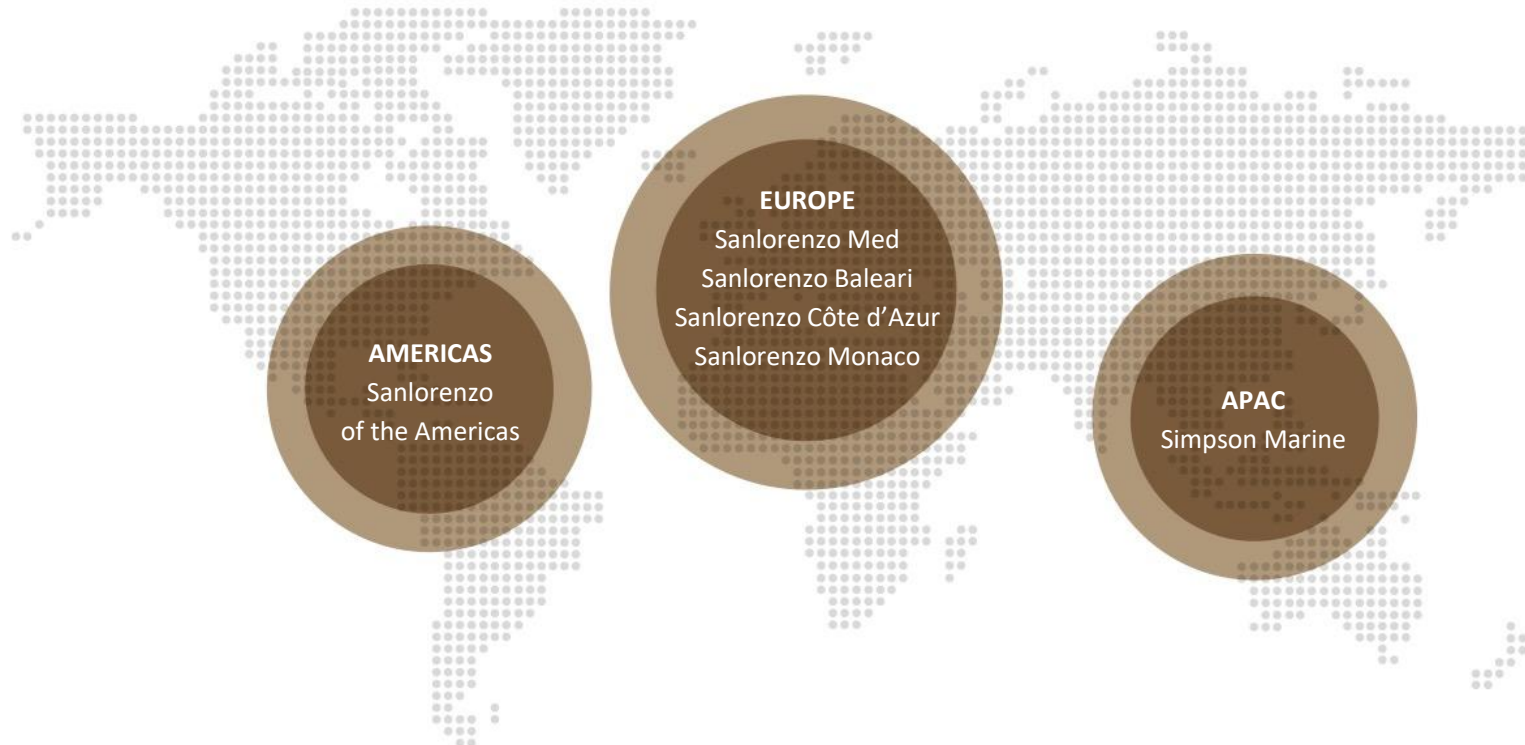 EUROPE
Sanlorenzo Med
Sanlorenzo Baleari
Sanlorenzo Côte d’Azur
Sanlorenzo Monaco
AMERICAS
Sanlorenzo
of the Americas
APAC
Simpson Marine